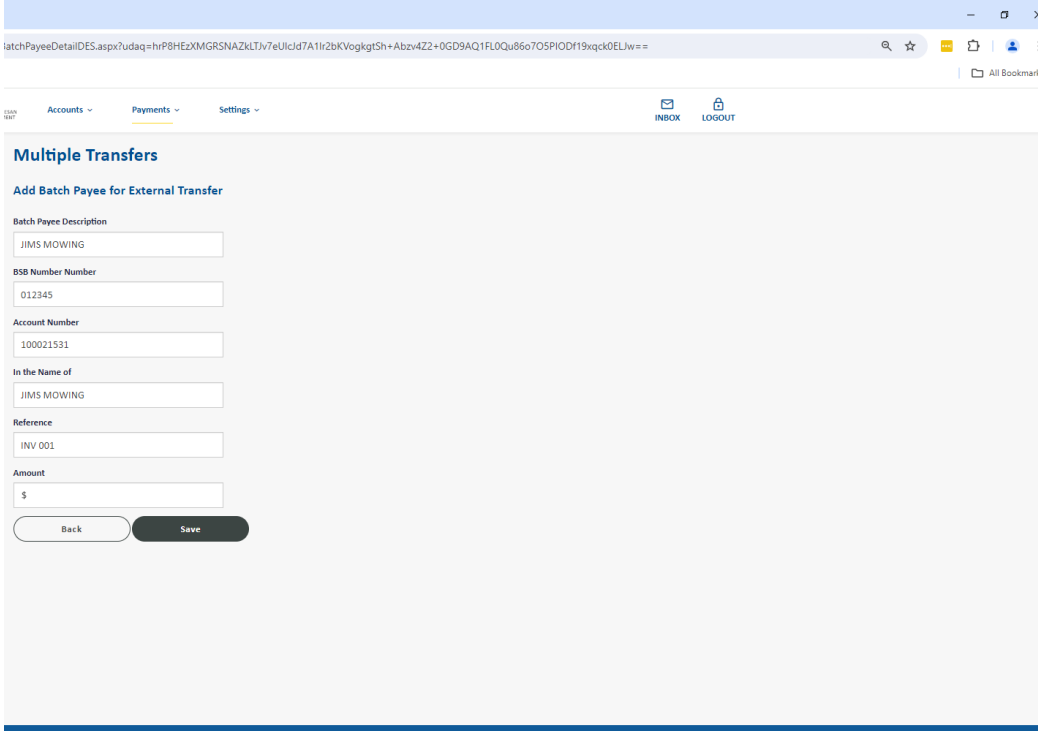 BatchPayeeDetailDES.aspx?udaq=hrP8HEzXMGRSNAZkLTJv7eUIcJd7A1Ir2bKVogkgtSh+Abzv4Z2+0GD9AQ1FL0Qu86o7O5PIODf19xqck0ELJw==
All Bookmark
Accounts
Payments
Settings
INBOX
LOGOUT
Multiple Transfers
Add Batch Payee for External Transfer
Batch Payee Description
JIMS MOWING
BSB Number Number
012345
Account Number
100021531
In the Name of
JIMS MOWING
Reference
INV 001
Amount
$
Back
Save